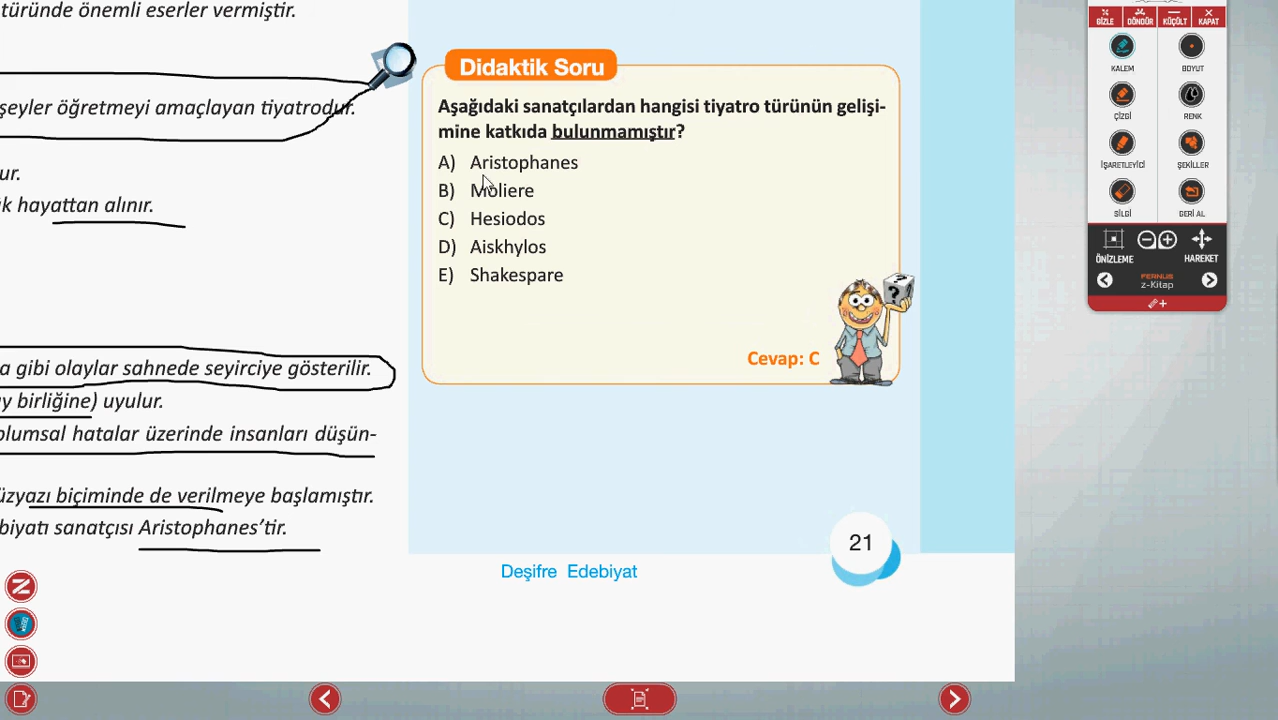 türünde önemli eserler vermiştir.
şeyler öğretmeyi amaçlayan tiyatrodur.
ur.
k hayattan alınır.
a gibi olaylar sahnede seyirciye gösterilir.
y birliğine) uyulur.
plumsal hatalar üzerinde insanları düşün-
üzyazı biçiminde de verilmeye başlamıştır.
biyatı sanatçısı Aristophanes'tir.
Didaktik Soru
Aşağıdaki sanatçılardan hangisi tiyatro türünün gelişi-
mine katkıda bulunmamıştır?
A) Aristophanes
B) Moliere
C) Hesiodos
D) Aiskhylos
E) Shakespare
Cevap: C
21
Deşifre Edebiyat
GİZLE DÖNDÜR KÜÇÜLT KAPAT
KALEM BOYUT
ÇİZGİ RENK
İŞARETLEYİCİ ŞEKİLLER
SİLGİ GERİ AL
ÖNİZLEME HAREKET
FERNUS
z-Kitap